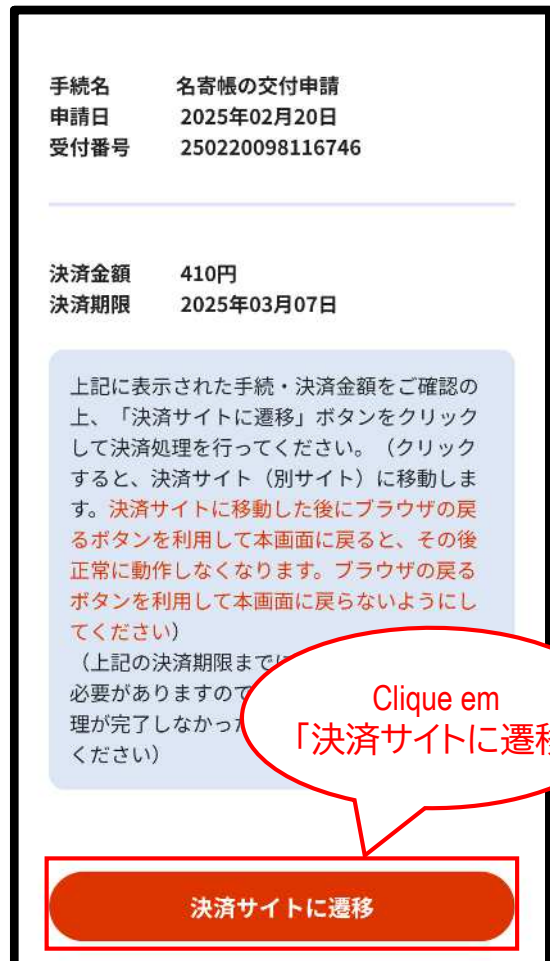 手続名 名寄帳の交付申請
申請日 2025年02月20日
受付番号 250220098116746
決済金額 410円
決済期限 2025年03月07日
上記に表示された手続・決済金額をご確認の
上、「決済サイトに遷移」ボタンをクリック
して決済処理を行ってください。（クリック
すると、決済サイト（別サイト）に移動しま
す。決済サイトに移動した後にブラウザの戻
るボタンを利用して本画面に戻ると、その後
正常に動作しなくなります。ブラウザの戻る
ボタンを利用して本画面に戻らないようにし
てください）
（上記の決済期限まで
必要がありますので
理が完了しなかった
ください）
Clique em
「決済サイトに遷移
決済サイトに遷移